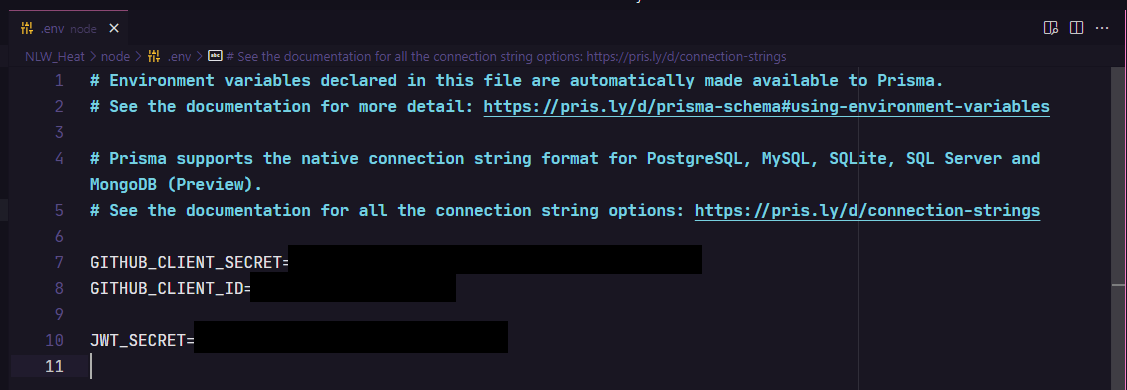 .env node
NLW_Heat > node > .env > # See the documentation for all the connection string options: https://pris.ly/d/connection-strings
1 # Environment variables declared in this file are automatically made available to Prisma.
2 # See the documentation for more detail: https://pris.ly/d/prisma-schema#using-environment-variables
3
4 # Prisma supports the native connection string format for PostgreSQL, MySQL, SQLite, SQL Server and
MongoDB (Preview).
5 # See the documentation for all the connection string options: https://pris.ly/d/connection-strings
6
7 GITHUB_CLIENT_SECRET=
8 GITHUB_CLIENT_ID=
9
10 JWT_SECRET=
11